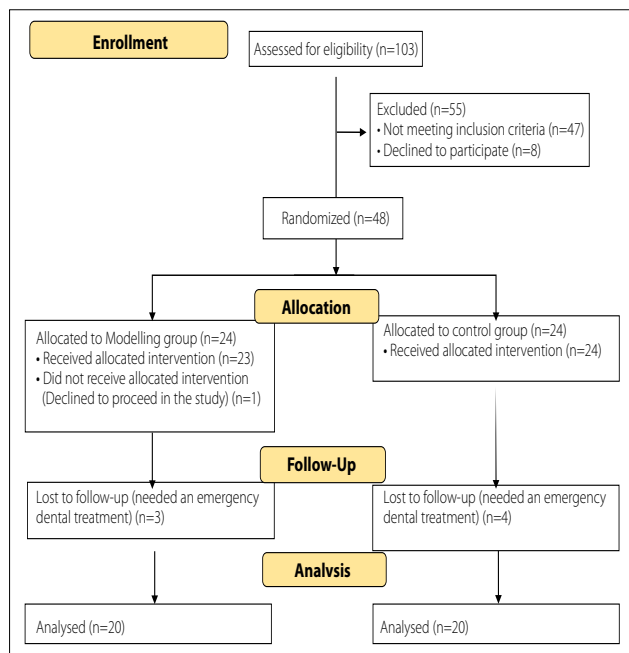 Enrollment
Assessed for eligibility (n=103)
Excluded (n=55)
• Not meeting inclusion criteria (n=47)
• Declined to participate (n=8)
Randomized (n=48)
Allocation
Allocated to Modelling group (n=24)
• Received allocated intervention (n=23)
• Did not receive allocated intervention
(Declined to proceed in the study) (n=1)
Allocated to control group (n=24)
• Received allocated intervention (n=24)
Follow-Up
Lost to follow-up (needed an emergency
dental treatment) (n=3)
Lost to follow-up (needed an emergency
dental treatment) (n=4)
Analvsis
Analysed (n=20)
Analysed (n=20)